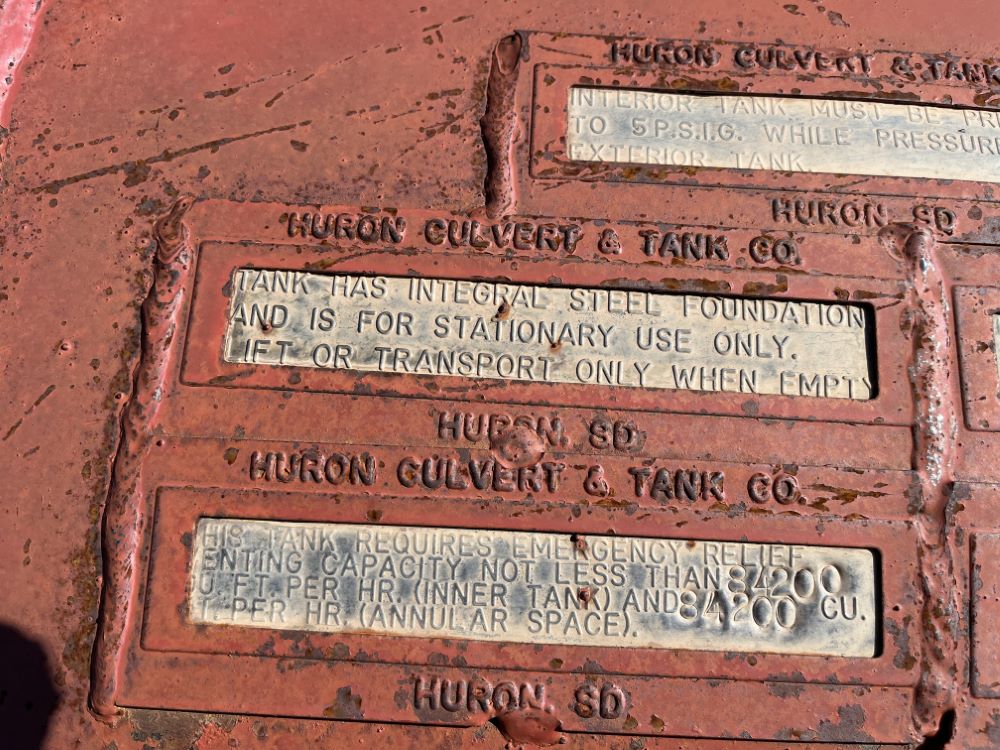 HURON CULVERT & TANK
INTERIOR TANK MUST BE
TO 5 P.S.I.G. WHILE PRESSURE
EXTERIOR TANK.
HURON SD
HURON CULVERT & TANK CO.
TANK HAS INTEGRAL STEEL FOUNDATION
AND IS FOR STATIONARY USE ONLY.
IFT OR TRANSPORT ONLY WHEN EMPTY
HURON, SD
HURON CULVERT & TANK CO.
HIS TANK REQUIRES EMERGENCY RELIEF
ENTING CAPACITY NOT LESS THAN 84200
U FT. PER HR. (INNER TANK) AND 84200 CU.
T. PER HR. (ANNULAR SPACE).
HURON, SD